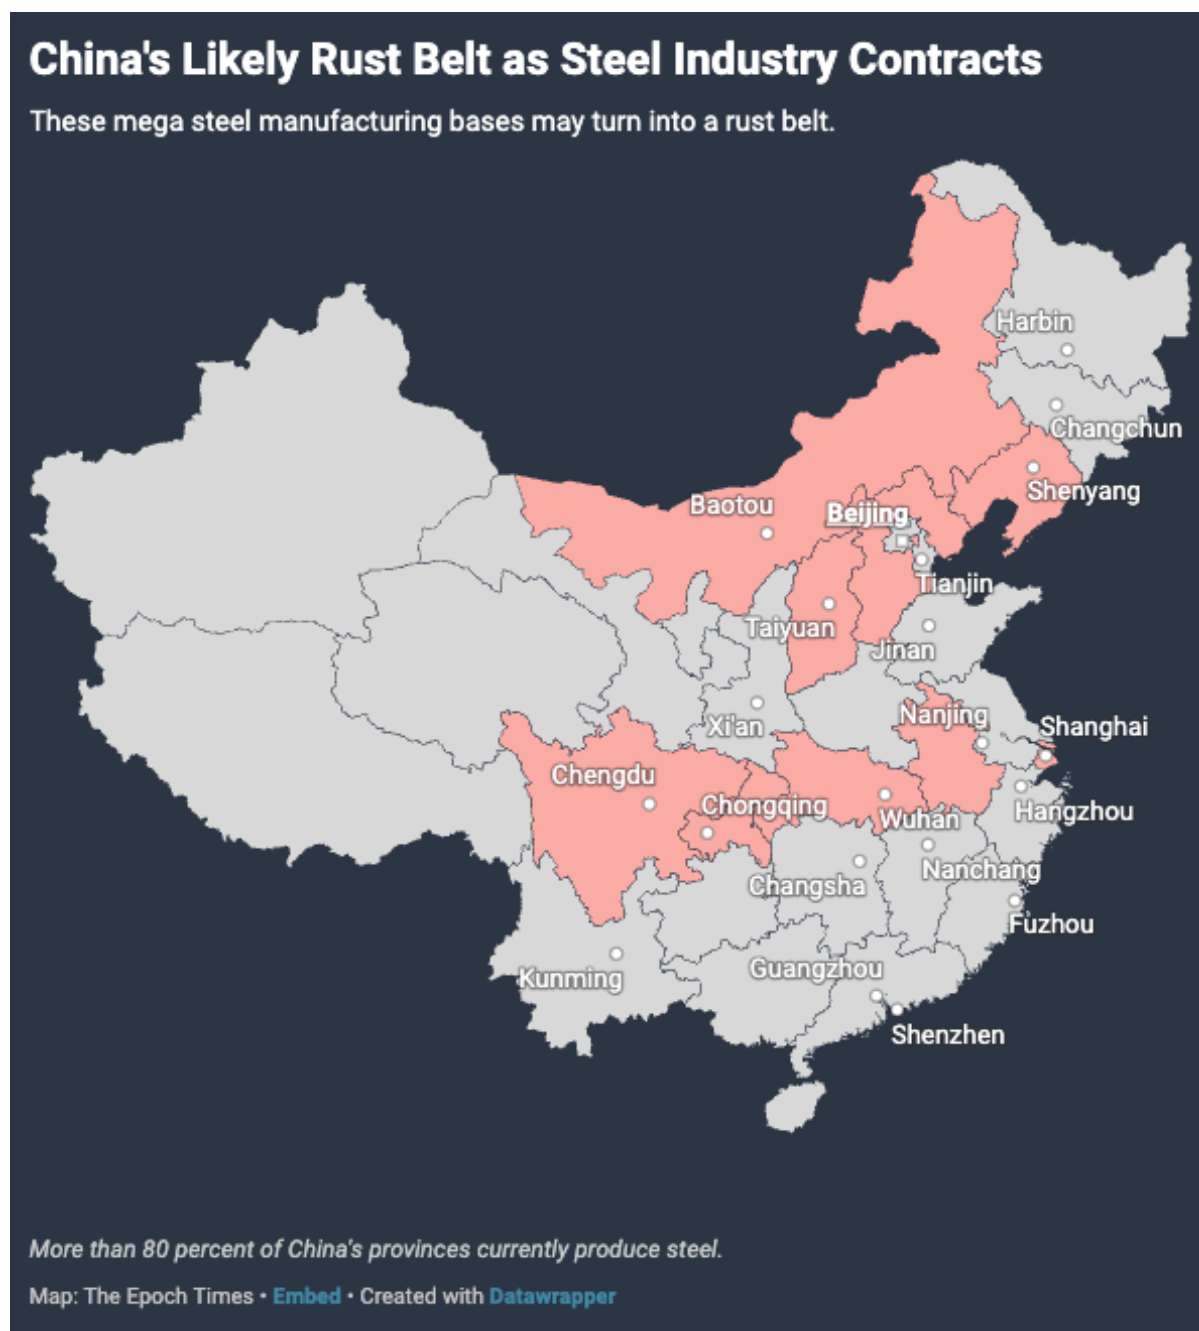 China's Likely Rust Belt as Steel Industry Contracts
These mega steel manufacturing bases may turn into a rust belt.
Harbin
Changchun
Shenyang
Baotou
Beijing
Tianjin
Taiyuan
Jinan
Xi'an
Nanjing
Shanghai
Chengdu
Chongqing
Wuhan
Hangzhou
Nanchang
Changsha
Fuzhou
Kunming
Guangzhou
Shenzhen
More than 80 percent of China's provinces currently produce steel.
Map: The Epoch Times • Embed • Created with Datawrapper